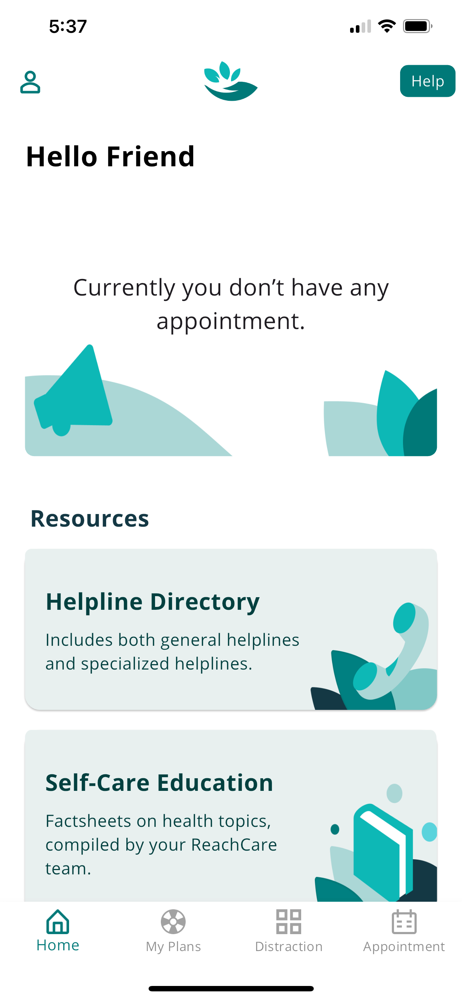 5:37
Help
Hello Friend
Currently you don’t have any
appointment.
Resources
Helpline Directory
Includes both general helplines
and specialized helplines.
Self-Care Education
Factsheets on health topics,
compiled by your ReachCare
team.
Home
My Plans
Distraction
Appointment